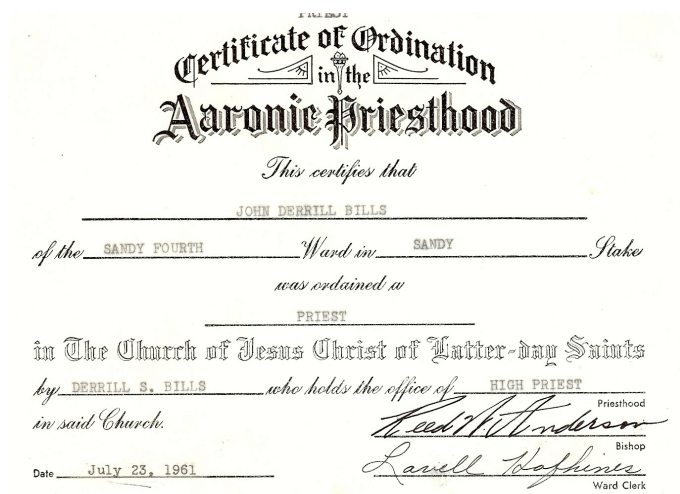 PRIEST
Certificate of Ordination
in the
Aaronic Priesthood
This certifies that
JOHN DERRILL BILLS
of the SANDY FOURTH Ward in SANDY Stake
was ordained a
PRIEST
in The Church of Jesus Christ of Latter-day Saints
by DERRILL S. BILLS who holds the office of HIGH PRIEST
Priesthood
in said Church. Reed W. Anderson
Bishop
Lavell Hofhines
Date July 23, 1961
Ward Clerk